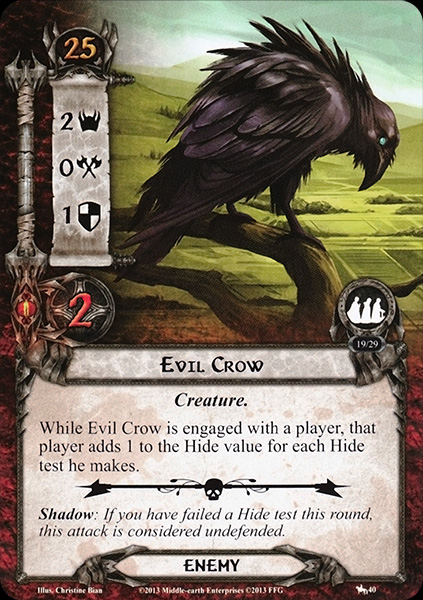 25
2
0
1
2
19/29
Evil Crow
Creature.
While Evil Crow is engaged with a player, that
player adds 1 to the Hide value for each Hide
test he makes.
Shadow: If you have failed a Hide test this round,
this attack is considered undefended.
ENEMY
Illus. Christine Bian ©2013 Middle-earth Enterprises ©2013 FFG 40